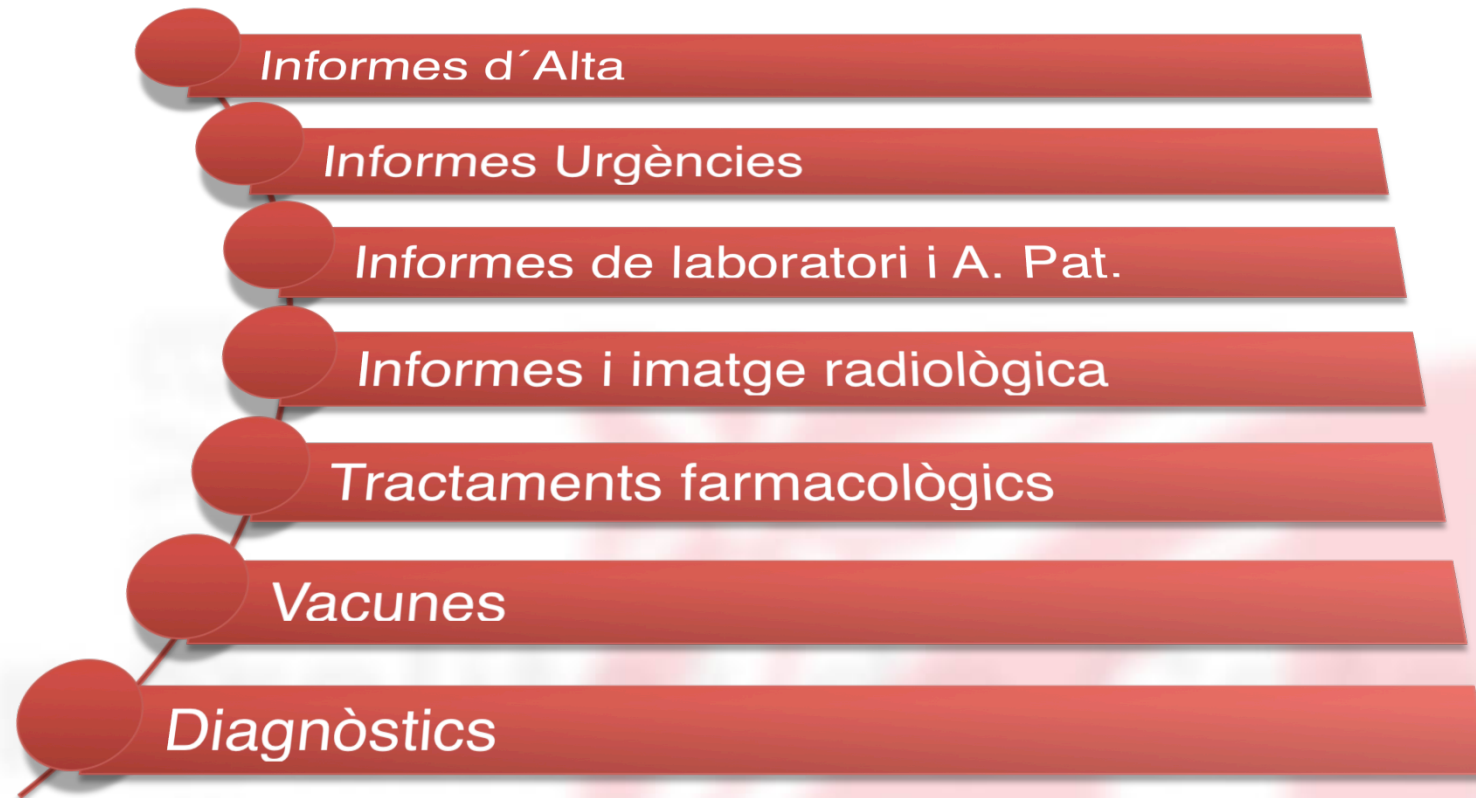 Informes d´Alta
Informes Urgències
Informes de laboratori i A. Pat.
Informes i imatge radiològica
Tractaments farmacològics
Vacunes
Diagnòstics